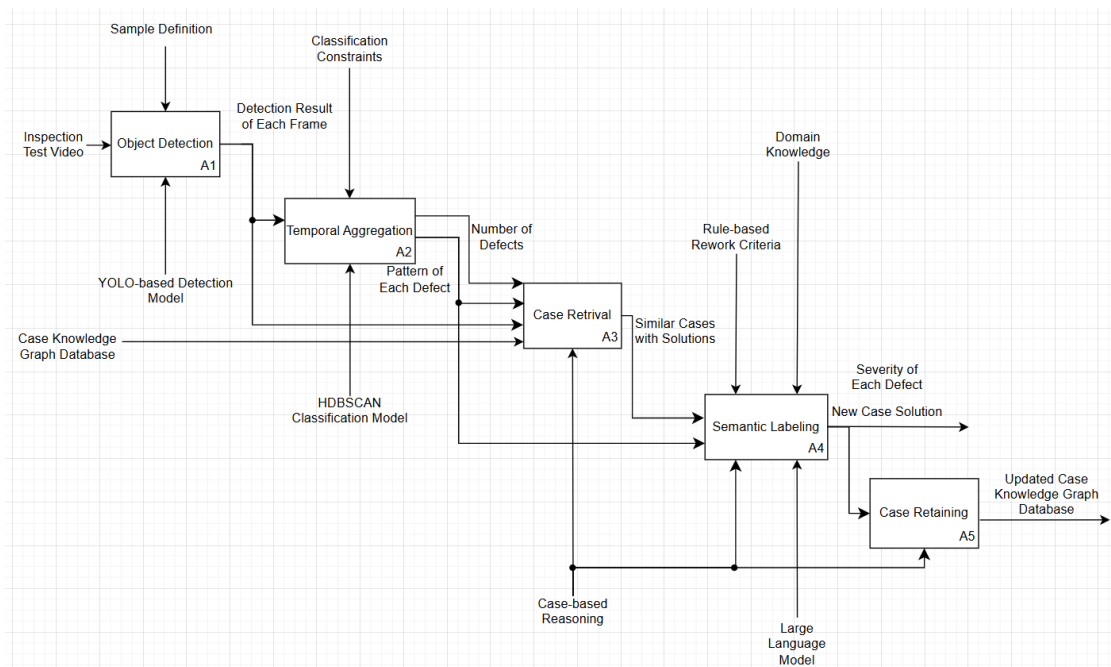 Sample Definition
Classification
Constraints
Detection Result
of Each Frame
Inspection
Test Video
Object Detection
A1
Domain
Knowledge
Temporal Aggregation
A2
Number of
Defects
Rule-based
Rework Criteria
YOLO-based Detection
Model
Pattern of
Each Defect
Case Retrival
A3
Case Knowledge
Graph Database
Similar Cases
with Solutions
HDBSCAN
Classification Model
Severity of
Each Defect
New Case Solution
Semantic Labeling
A4
Updated Case
Knowledge Graph
Database
Case Retaining
A5
Case-based
Reasoning
Large
Language
Model